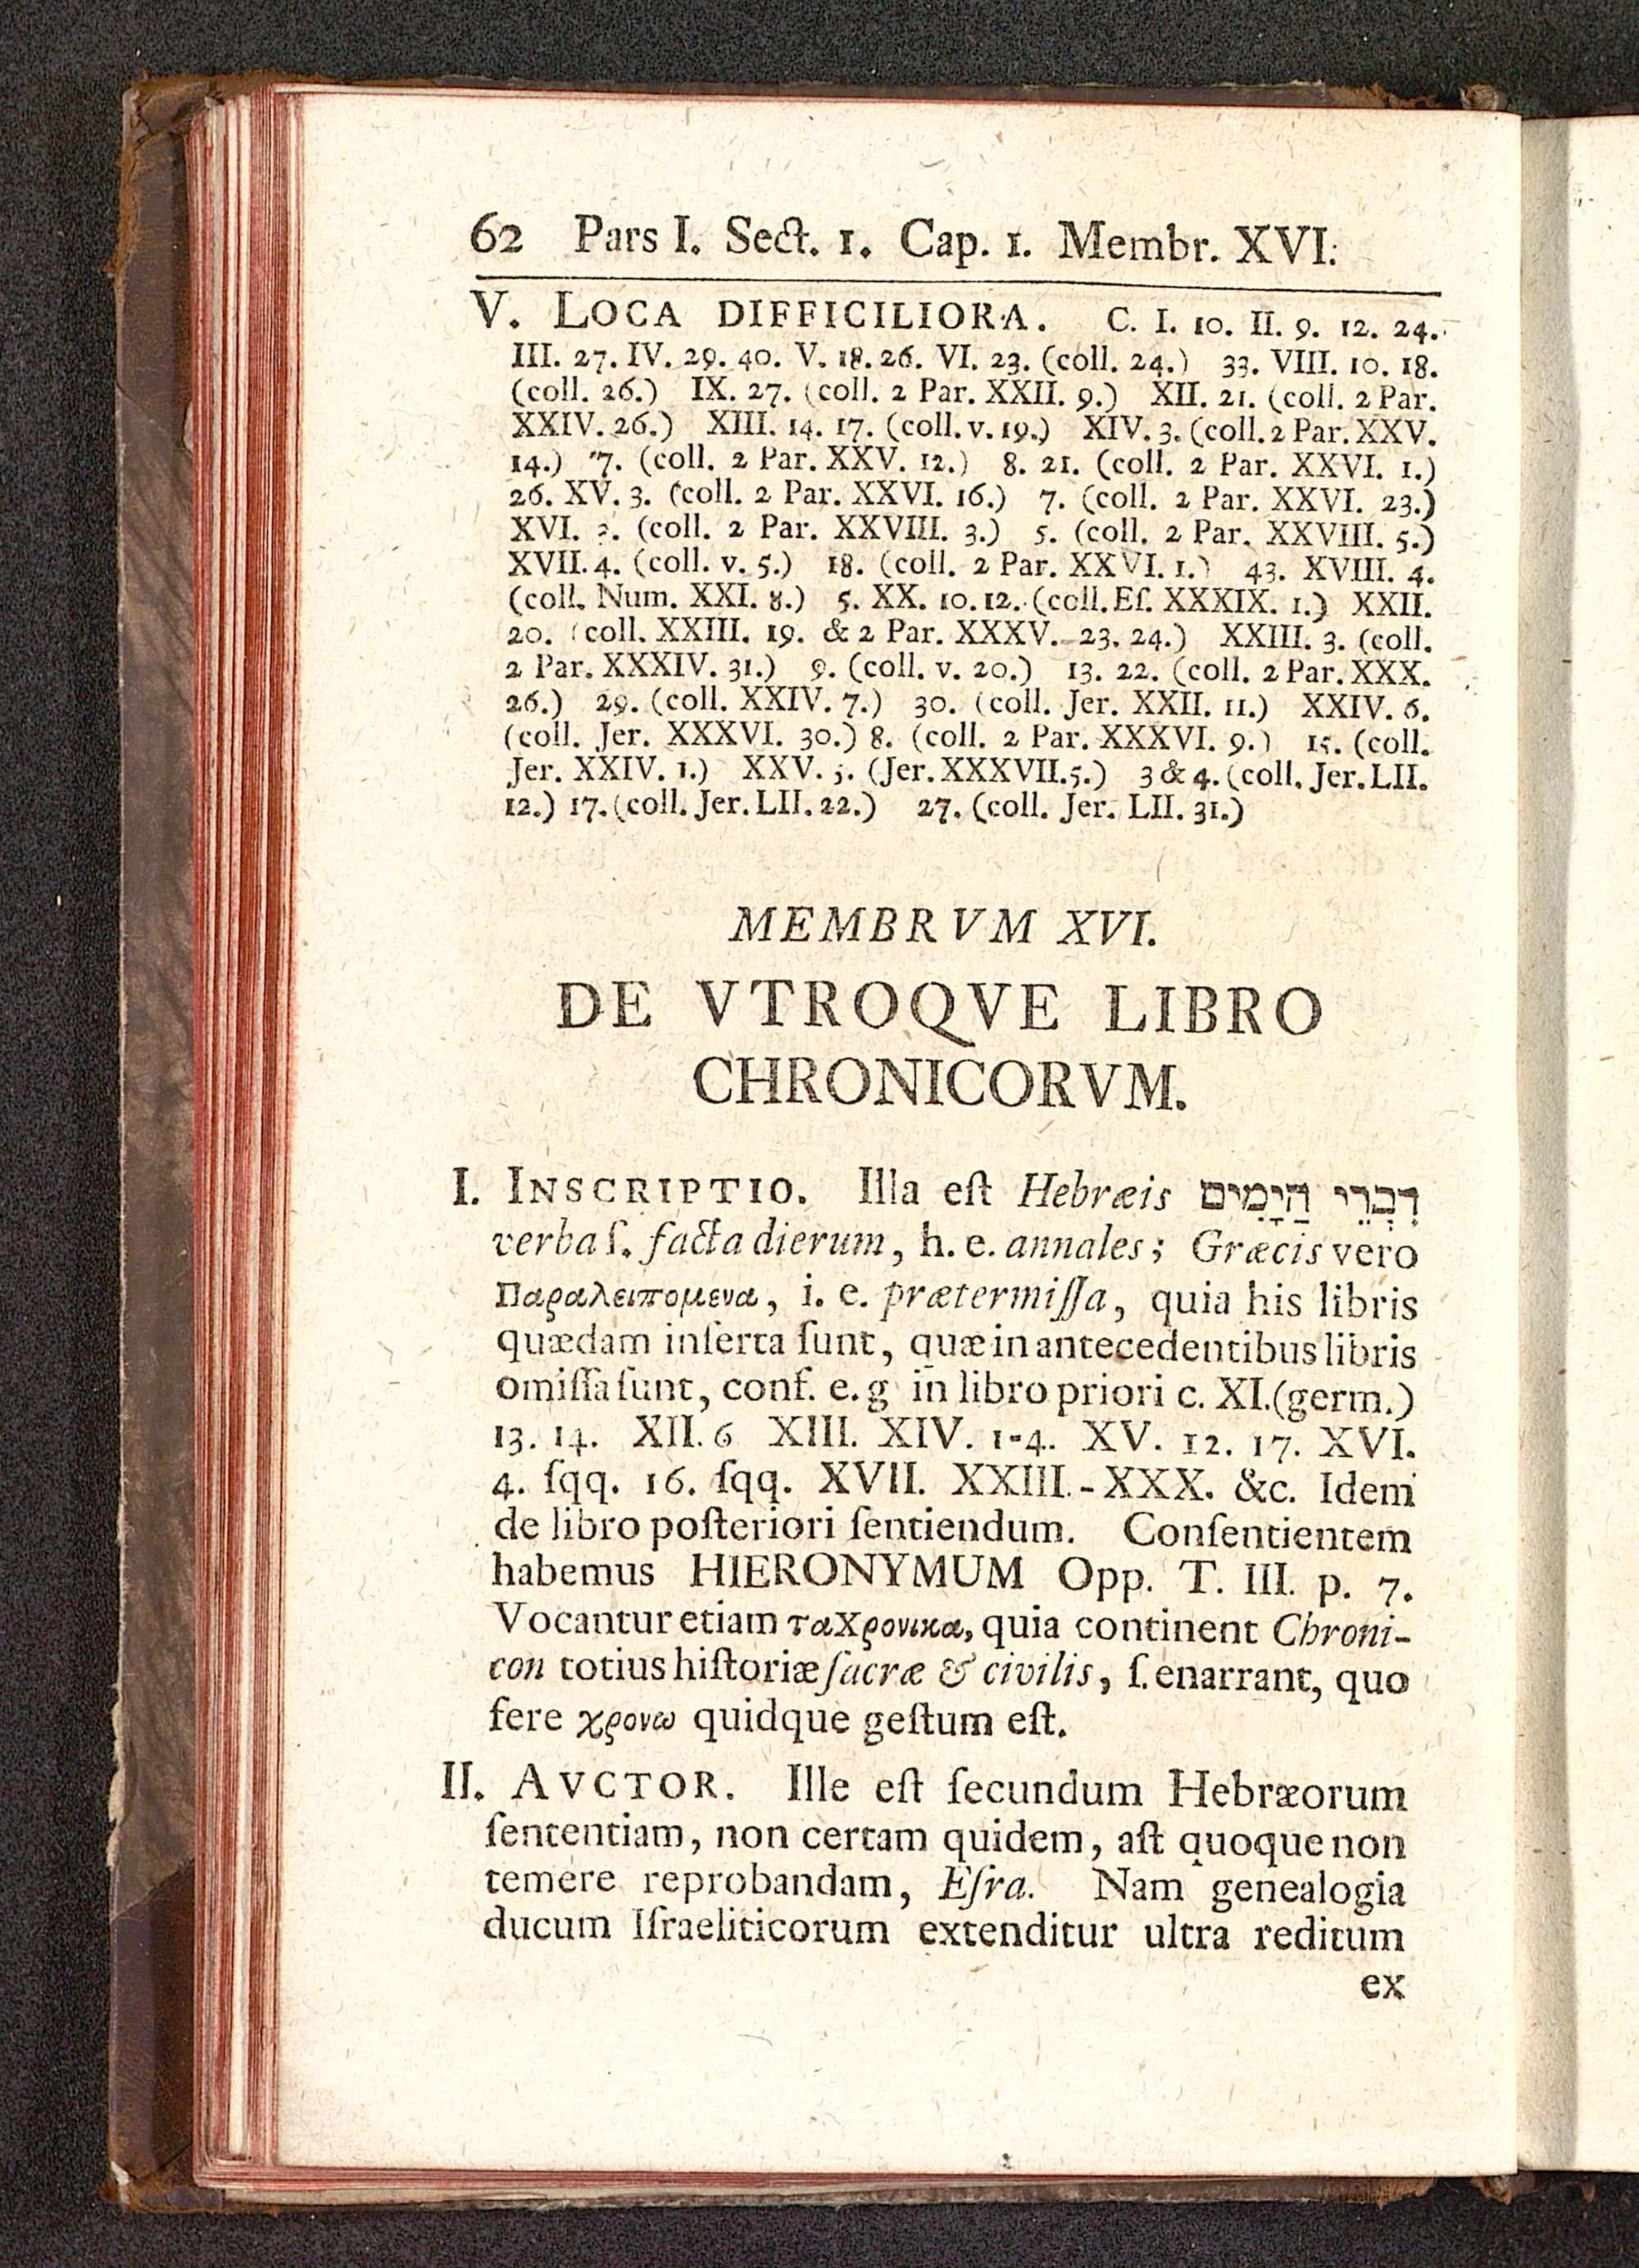 62 Pars I. Sect. 1. Cap. 1. Membr. XVI.
V. LOCA DIFFICILIORA. C. I. 10. II. 9. 12. 24.
III. 27. IV. 29. 40. V. 18. 26. VI. 23. (coll. 24.) 33. VIII. 10. 18.
(coll. 26.) IX. 27. (coll. 2 Par. XXII. 9.) XII. 21. (coll. 2 Par.
XXIV. 26.) XIII. 14. 17. (coll. v. 19.) XIV. 3. (coll. 2 Par. XXV.
14.) 7. (coll. 2 Par. XXV. 12.) 8. 21. (coll. 2 Par. XXVI. 1.)
26. XV. 3. (coll. 2 Par. XXVI. 16.) 7. (coll. 2 Par. XXVI. 23.)
XVI. (coll. 2 Par. XXVIII. 3.) 5. (coll. 2 Par. XXVIII. 5.)
XVII. 4. (coll. v. 5.) 18. (coll. 2 Par. XXVI. 1.) 43. XVIII. 4.
(coll. Num. XXI. 8.) 5. XX. 10. 12. (coll. Eſ. XXXIX. 1.) XXII.
20. (coll. XXIII. 19. & 2 Par. XXXV. 23. 24.) XXIII. 3. (coll.
2 Par. XXXIV. 31.) 9. (coll. v. 20.) 13. 22. (coll. 2 Par. XXX.
26.) 29. (coll. XXIV. 7.) 30. (coll. Jer. XXII. 11.) XXIV. 6.
(coll. Jer. XXXVI. 30.) 8. (coll. 2 Par. XXXVI. 9.) 15. (coll.
Jer. XXIV. 1.) XXV. (Jer. XXXVII. 5.) 3 & 4. (coll. Jer. LII.
12.) 17. (coll. Jer. LII. 22.) 27. (coll. Jer. LII. 31.)
MEMBRVM XVI.
DE VTROQVE LIBRO
CHRONICORVM.
I. INSCRIPTIO. Illa eſt Hebræis דִּבְרֵי הַיָּמִים
verba ſ. facta dierum, h. e. annales; Græcis vero
Παραλειπομενα, i. e. prætermiſſa, quia his libris
quædam inſerta ſunt, quæ in antecedentibus libris
omiſſa ſunt, conf. e. g in libro priori c. XI. (germ.)
13. 14. XII. 6 XIII. XIV. 1-4. XV. 12. 17. XVI.
4. ſqq. 16. ſqq. XVII. XXIII.-XXX. &c. Idem
de libro poſteriori ſentiendum. Conſentientem
habemus HIERONYMUM Opp. T. III. p. 7.
Vocantur etiam τα Χρονικα, quia continent Chroni-
con totius hiſtoriæ ſacræ & civilis, ſ. enarrant, quo
fere χρονω quidque geſtum eſt.
II. AVCTOR. Ille eſt ſecundum Hebræorum
ſententiam, non certam quidem, aſt quoque non
temere reprobandam, Eſra. Nam genealogia
ducum Iſraeliticorum extenditur ultra reditum
ex